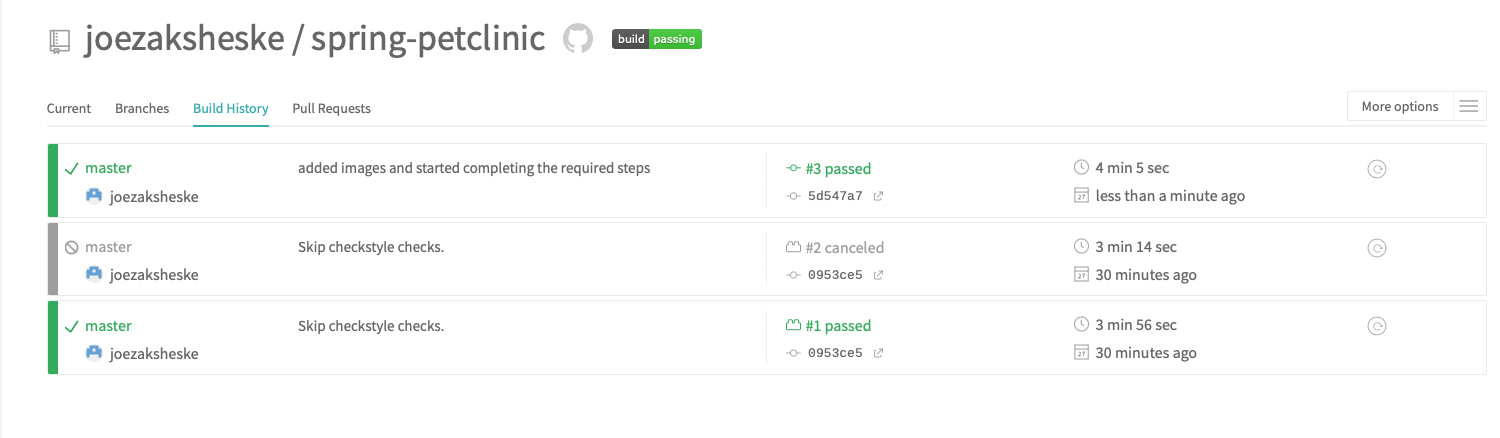 joezaksheske / spring-petclinic build passing
Current Branches Build History Pull Requests More options
master added images and started completing the required steps #3 passed 4 min 5 sec
joezaksheske 5d547a7 27 less than a minute ago
master Skip checkstyle checks. #2 canceled 3 min 14 sec
joezaksheske 0953ce5 27 30 minutes ago
master Skip checkstyle checks. #1 passed 3 min 56 sec
joezaksheske 0953ce5 27 30 minutes ago